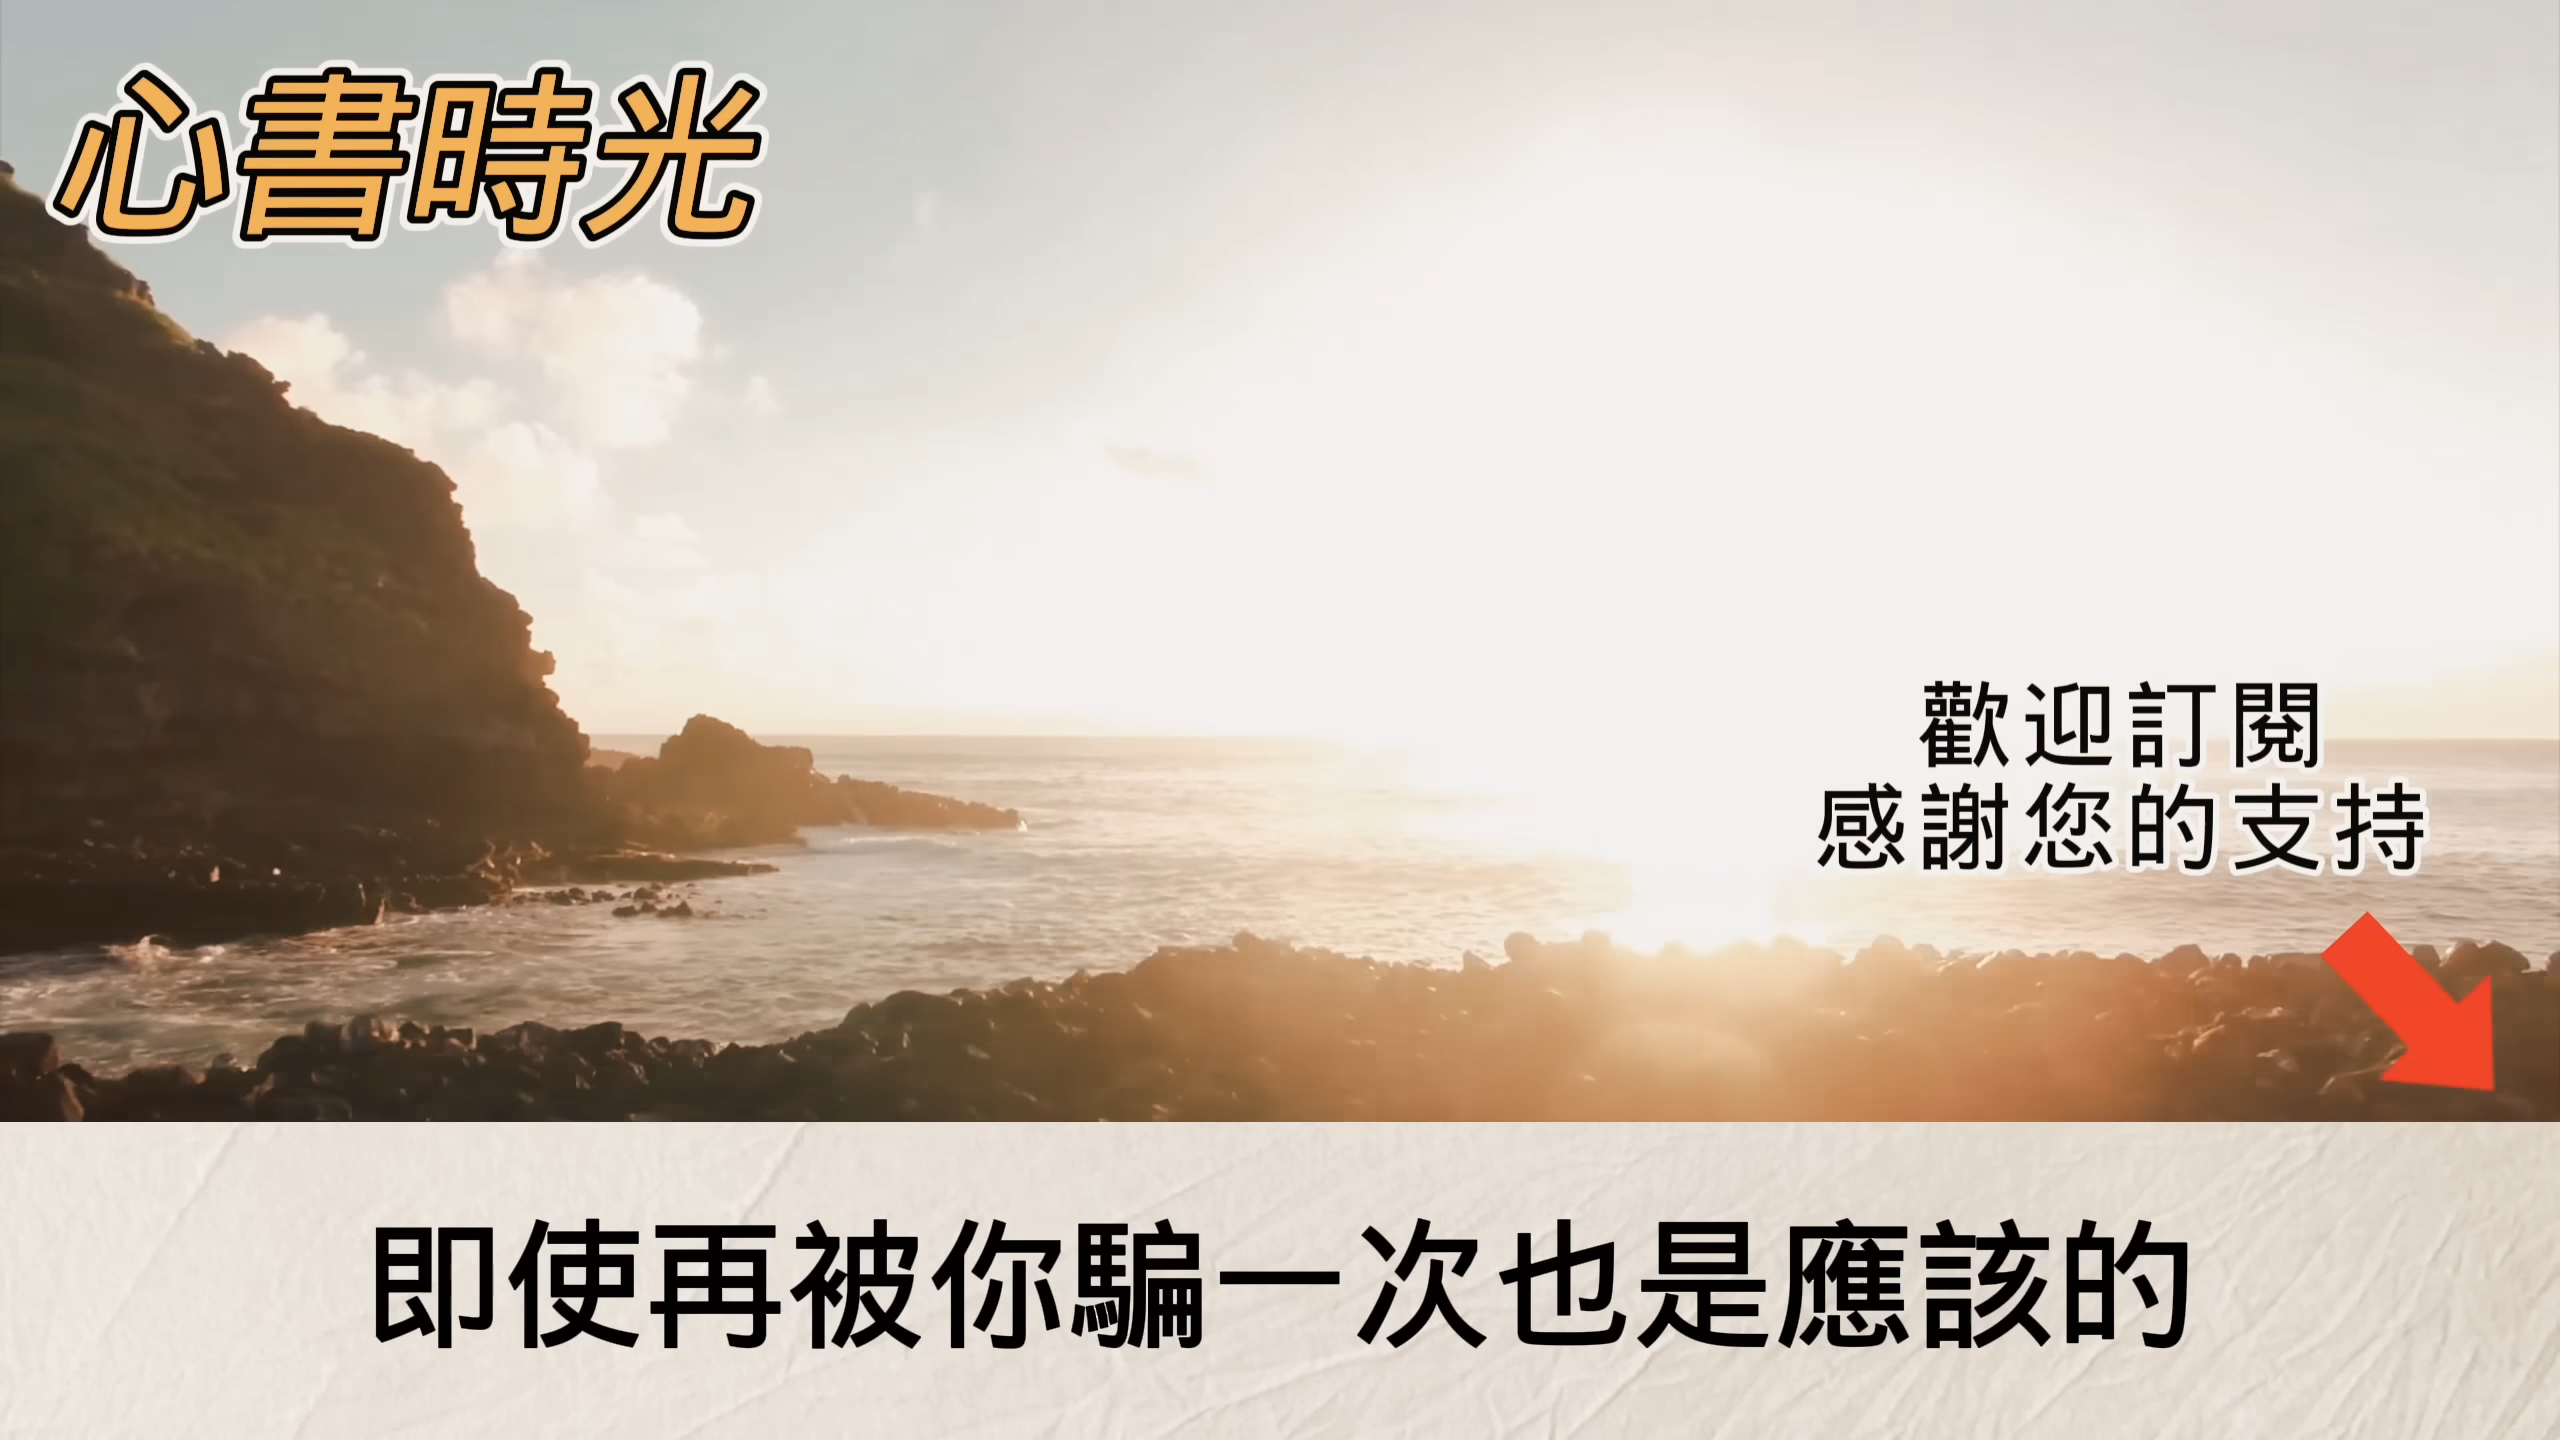 心書時光
歡迎訂閱
感謝您的支持
即使再被你騙一次也是應該的